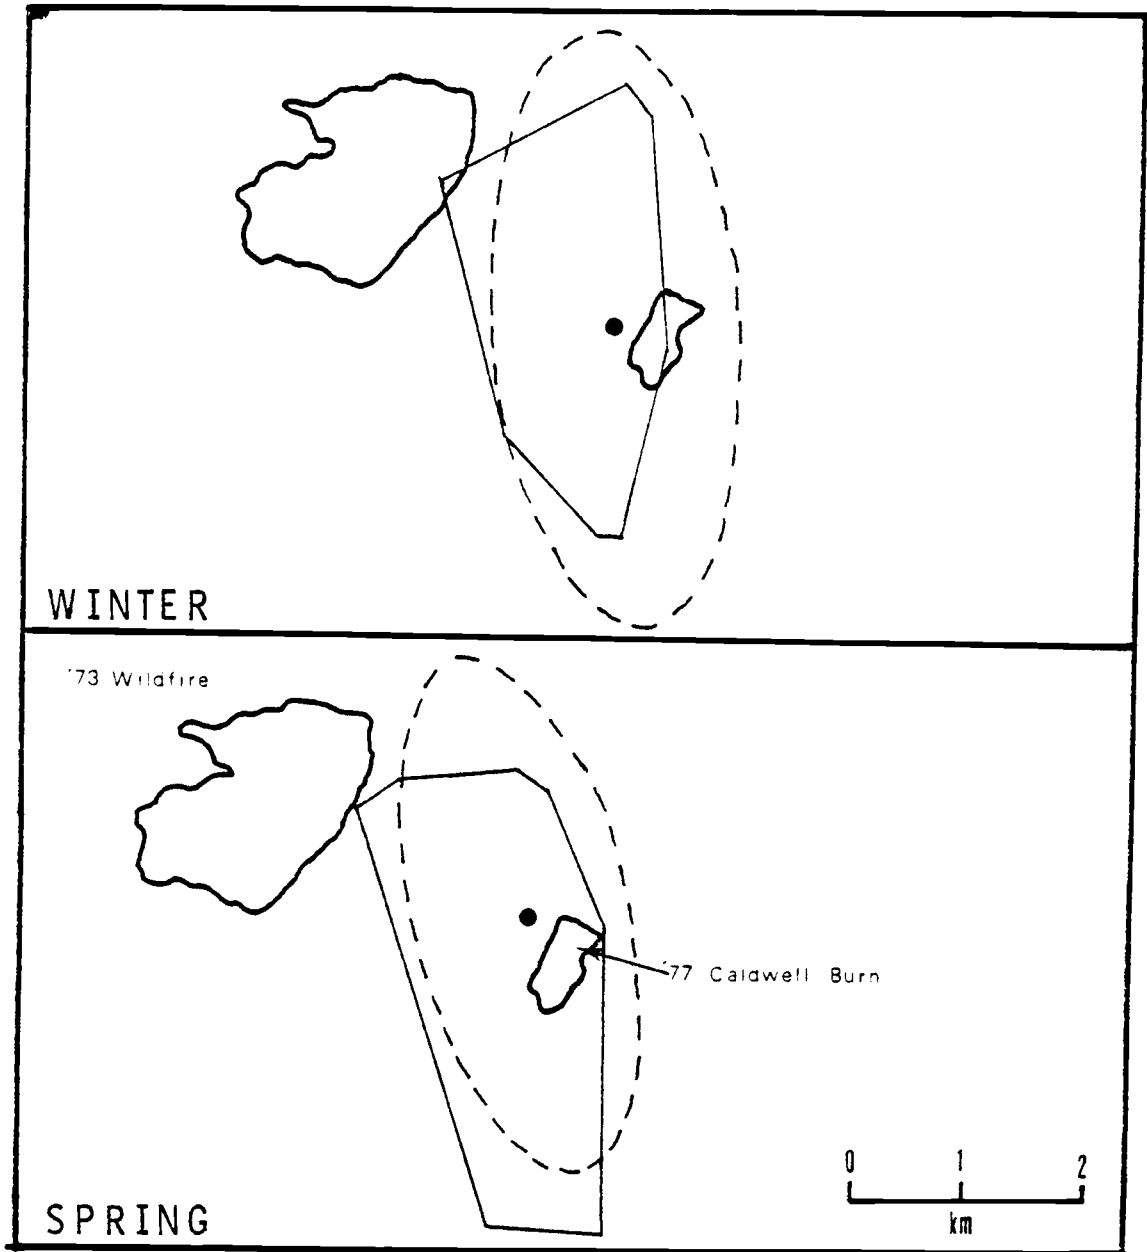 WINTER
'73 Wildfire
'77 Caldwell Burn
0 1 2
km
SPRING